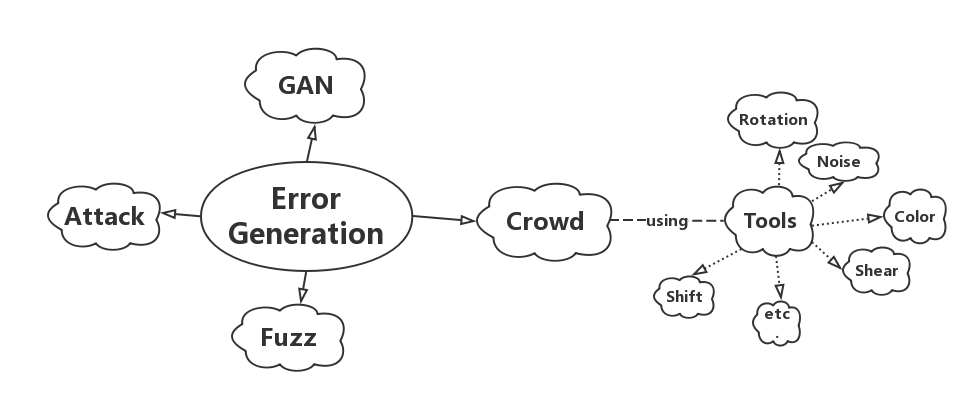 GAN
Rotation
Noise
Error
Generation
Attack
Crowd
using
Tools
Color
Shear
Shift
etc
.
Fuzz